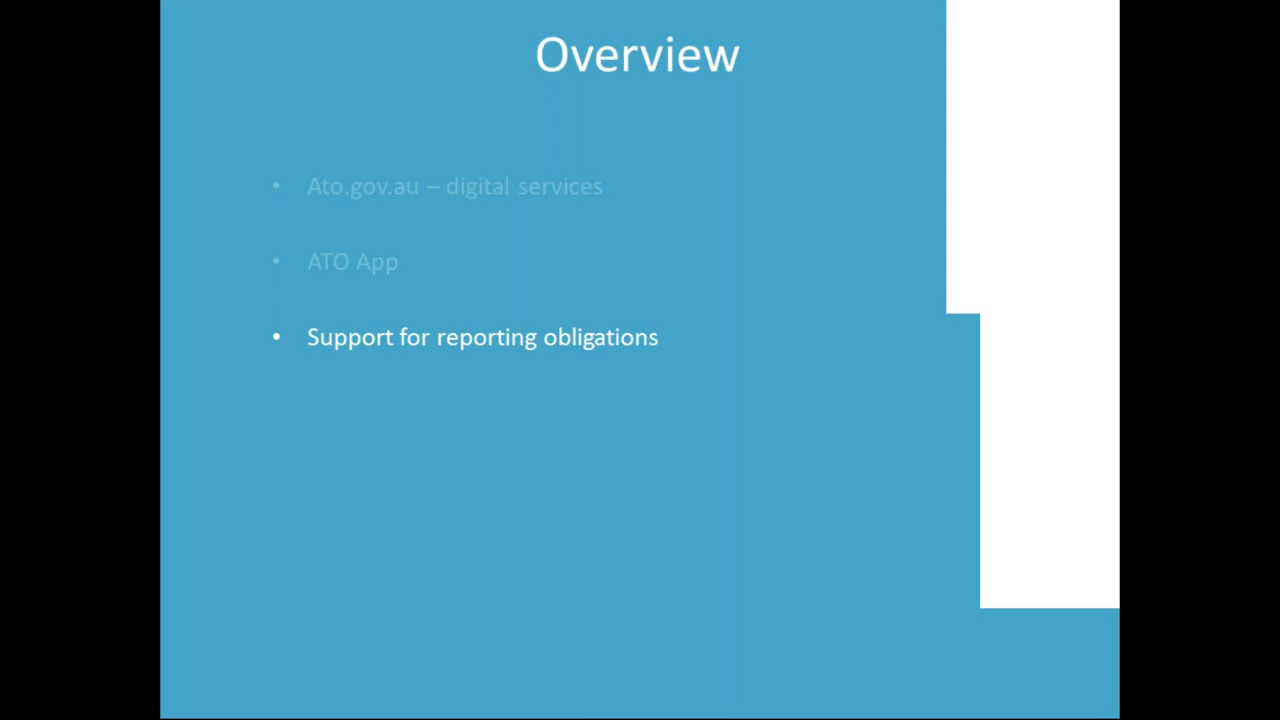 Overview
• Ato.gov.au – digital services
• ATO App
• Support for reporting obligations